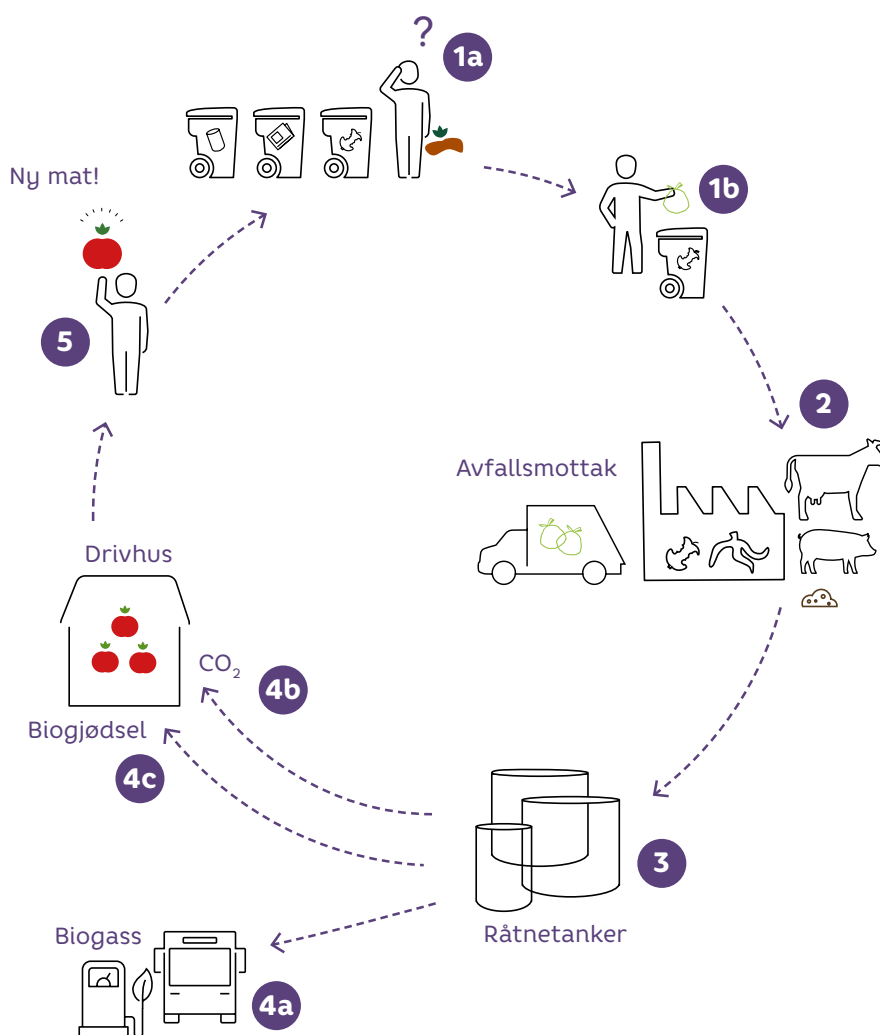 ?
1a
Ny mat!
1b
5
2
Avfallsmottak
Drivhus
CO₂
4b
Biogjødsel
4c
3
Råtnetanker
Biogass
4a